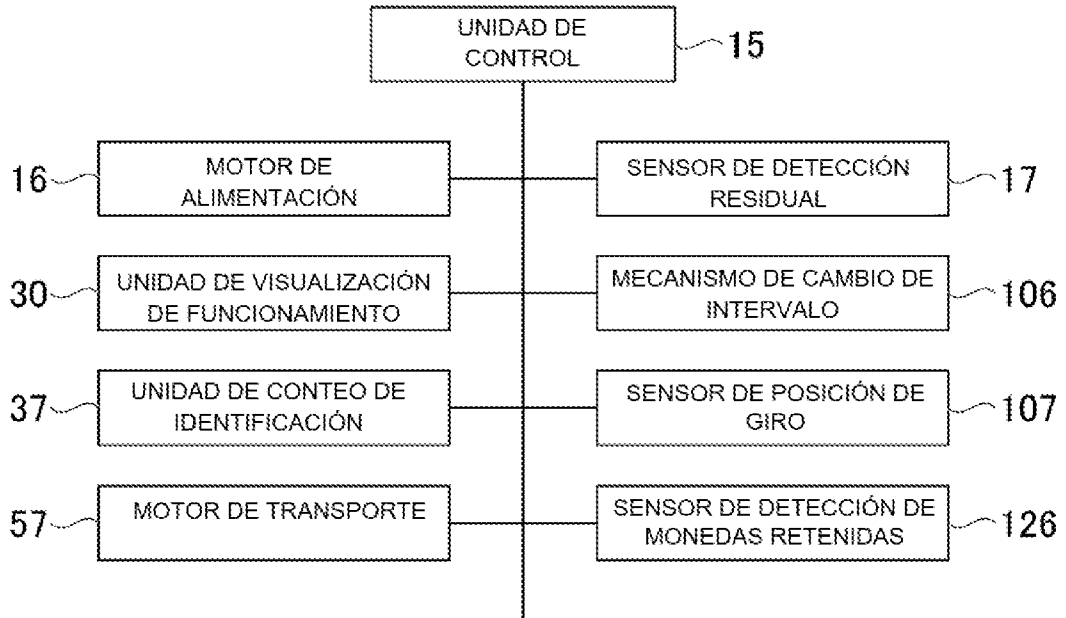 UNIDAD DE
CONTROL
15
16
MOTOR DE
ALIMENTACIÓN
SENSOR DE DETECCIÓN
RESIDUAL
17
30
UNIDAD DE VISUALIZACIÓN
DE FUNCIONAMIENTO
MECANISMO DE CAMBIO DE
INTERVALO
106
37
UNIDAD DE CONTEO DE
IDENTIFICACIÓN
SENSOR DE POSICIÓN DE
GIRO
107
57
MOTOR DE TRANSPORTE
SENSOR DE DETECCIÓN DE
MONEDAS RETENIDAS
126